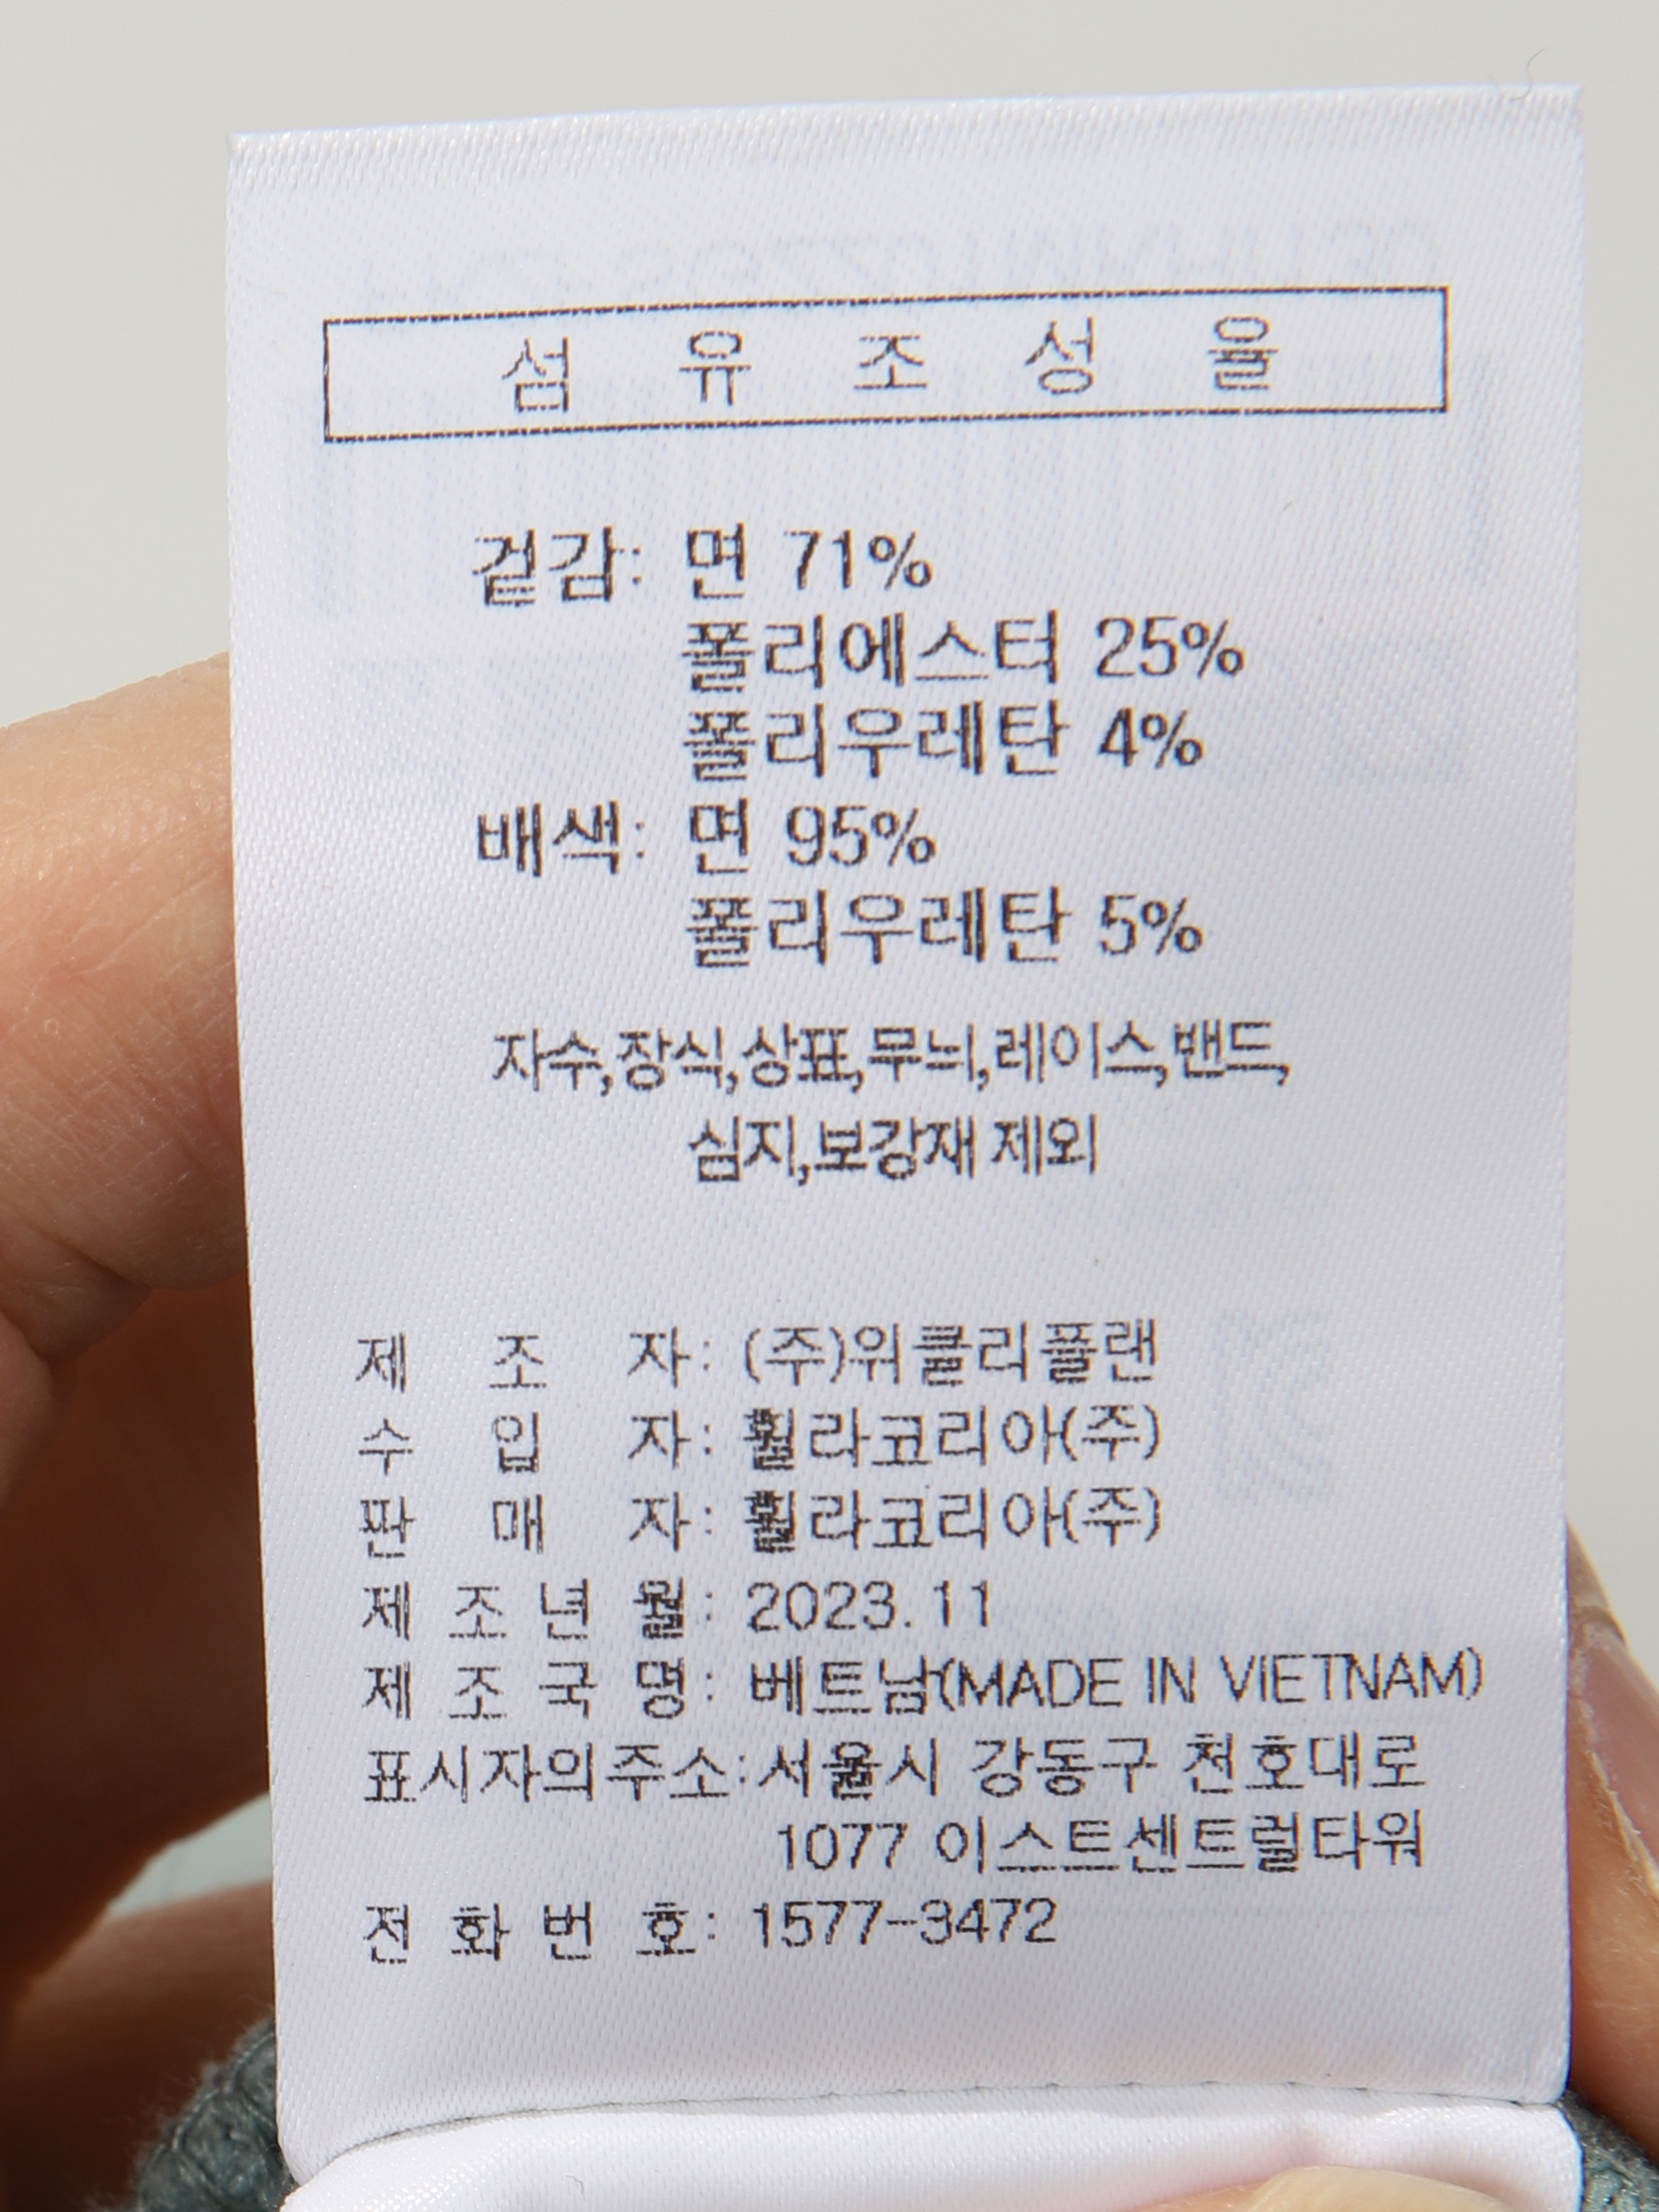 섬 유 조 성 율
겉감: 면 71%
폴리에스터 25%
폴리우레탄 4%
배색: 면 95%
폴리우레탄 5%
자수,장식,상표,무늬,레이스,밴드,
심지,보강재 제외
제 조 자: (주)위클리플랜
수 입 자: 휠라코리아(주)
판 매 자: 휠라코리아(주)
제 조 년 월: 2023.11
제 조 국 명: 베트남(MADE IN VIETNAM)
표시자의주소:서울시 강동구 천호대로
1077 이스트센트럴타워
전 화 번 호: 1577-3472